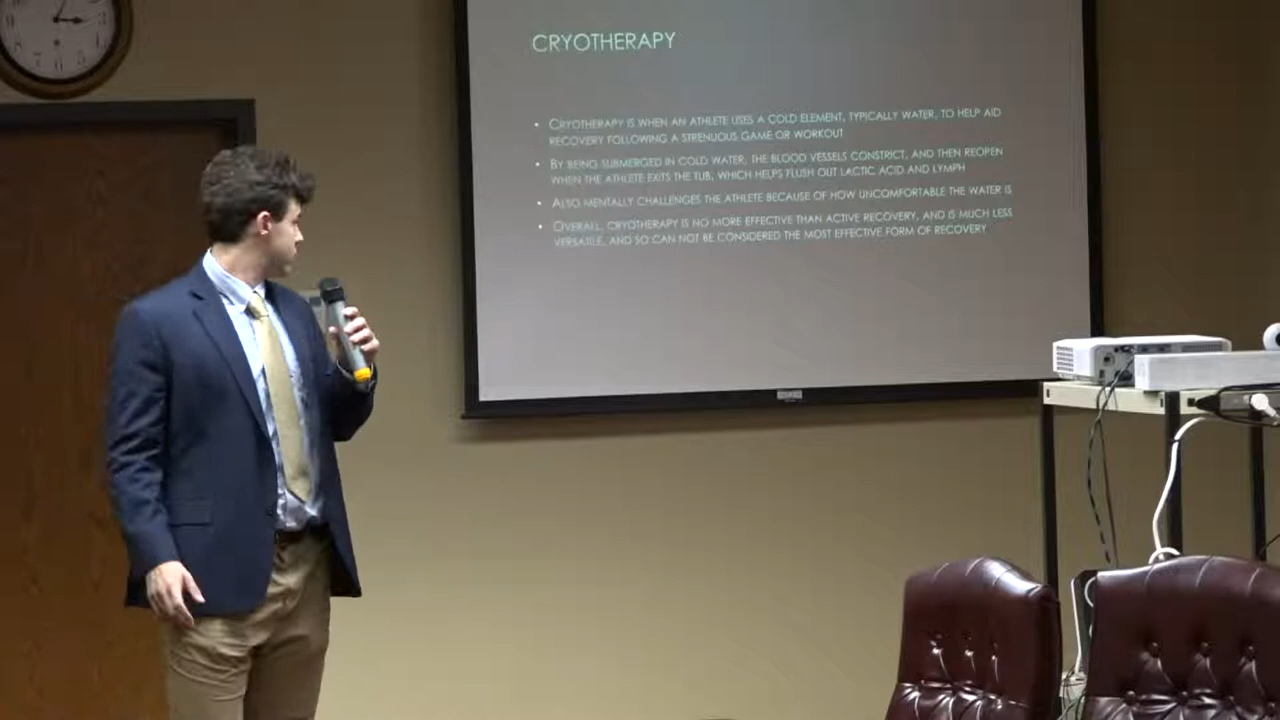 CRYOTHERAPY
• CRYOTHERAPY IS WHEN AN ATHLETE USES A COLD ELEMENT, TYPICALLY WATER, TO HELP AID
RECOVERY FOLLOWING A STRENUOUS GAME OR WORKOUT
• BY BEING SUBMERGED IN COLD WATER, THE BLOOD VESSELS CONSTRICT, AND THEN REOPEN
WHEN THE ATHLETE EXITS THE TUB, WHICH HELPS FLUSH OUT LACTIC ACID AND LYMPH
• ALSO MENTALLY CHALLENGES THE ATHLETE BECAUSE OF HOW UNCOMFORTABLE THE WATER IS
• OVERALL, CRYOTHERAPY IS NO MORE EFFECTIVE THAN ACTIVE RECOVERY, AND IS MUCH LESS
VERSATILE, AND SO CAN NOT BE CONSIDERED THE MOST EFFECTIVE FORM OF RECOVERY